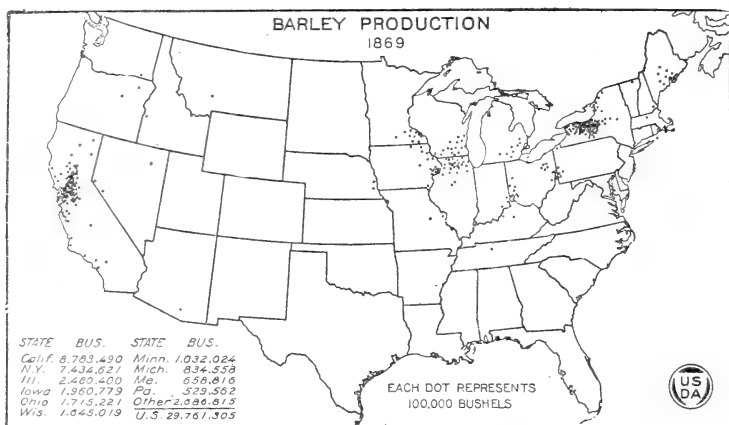 BARLEY PRODUCTION
1869
STATE BUS. STATE BUS.
Calif. 8,783,490 Minn. 1,032,024
N.Y. 7,434,621 Mich. 834,558
Ill. 2,480,400 Me. 658,816
Iowa 1,960,779 Pa. 529,562
Ohio 1,715,221 Other 2,686,815
Wis. 1,645,019 U.S. 29,761,305
EACH DOT REPRESENTS
100,000 BUSHELS
US
DA